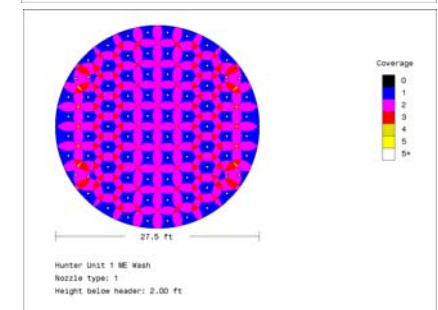 Coverage
0
1
2
3
4
5
5+
27.5 ft
Hunter Unit 1 ME Wash
Nozzle type: 1
Height below header: 2.00 ft